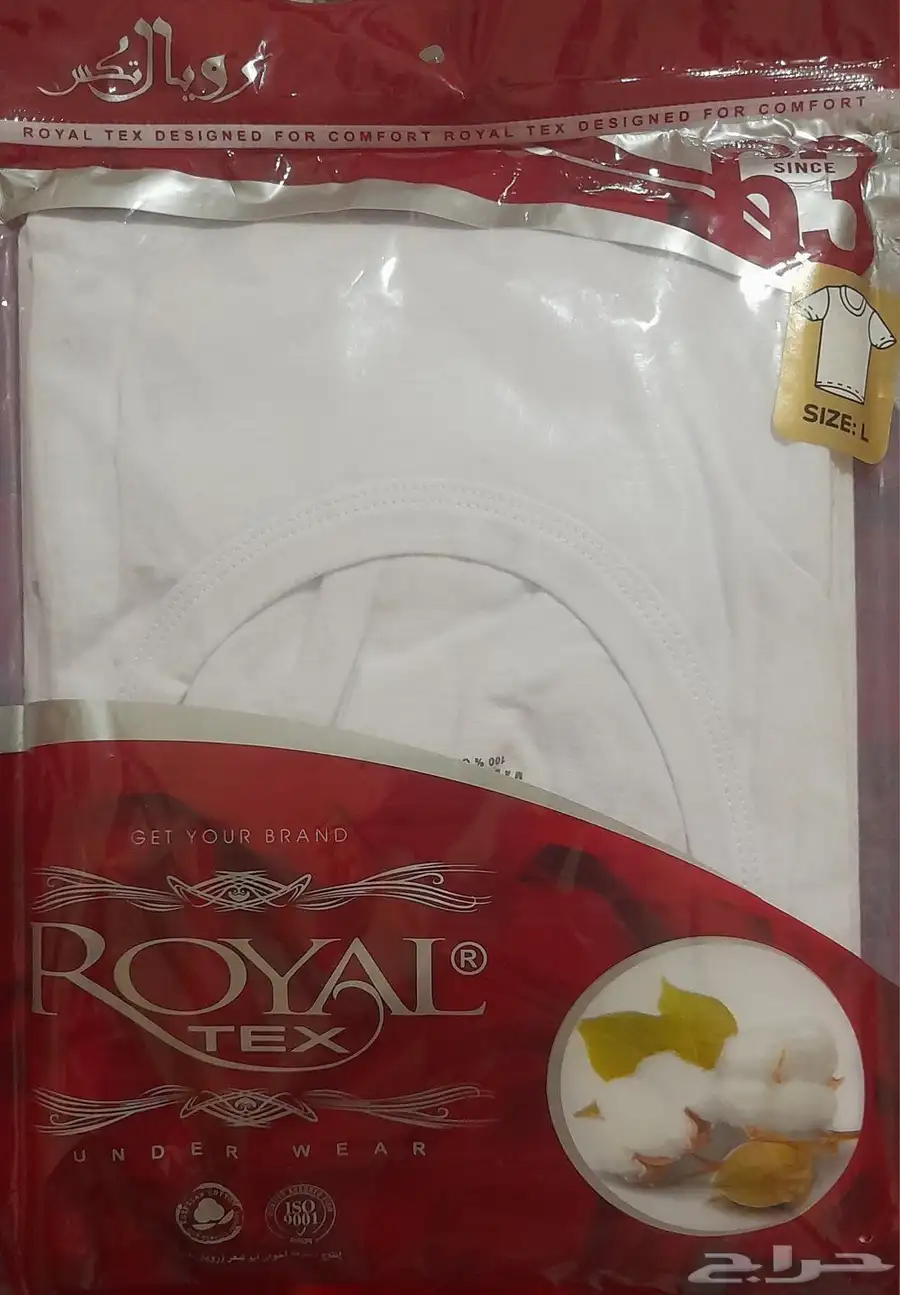 رويال تكس
ROYAL TEX DESIGNED FOR COMFORT ROYAL TEX DESIGNED FOR COMFORT
SINCE
SIZE: L
100 %
GET YOUR BRAND
ROYAL®
TEX
UNDER WEAR
ISO
9001
حراج